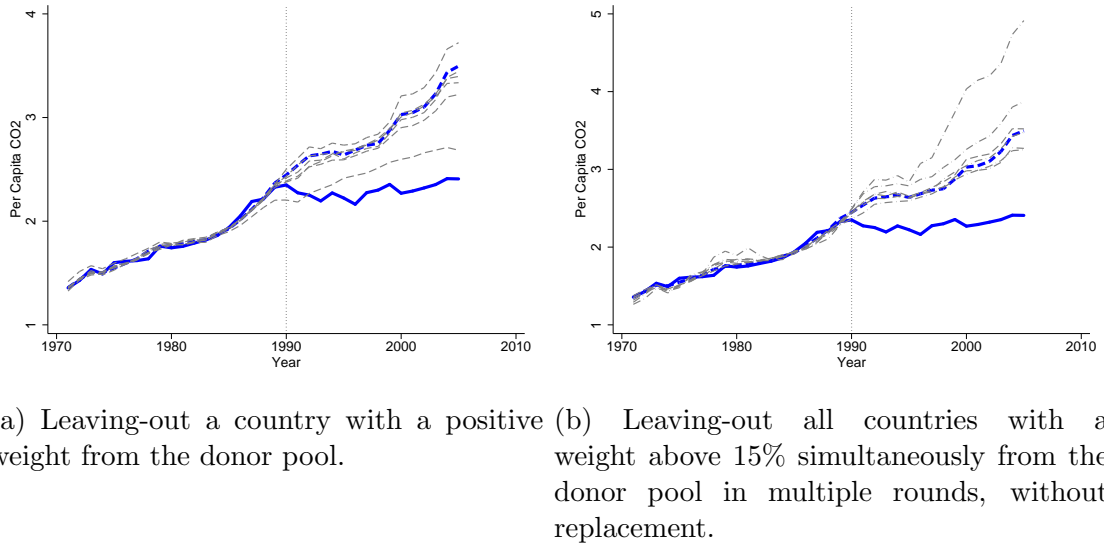 4
3
2
1
Per Capita CO2
1970
1980
1990
2000
2010
Year
5
4
3
2
1
Per Capita CO2
1970
1980
1990
2000
2010
Year
a) Leaving-out a country with a positive
weight from the donor pool.
(b) Leaving-out all countries with a
weight above 15% simultaneously from the
donor pool in multiple rounds, without
replacement.